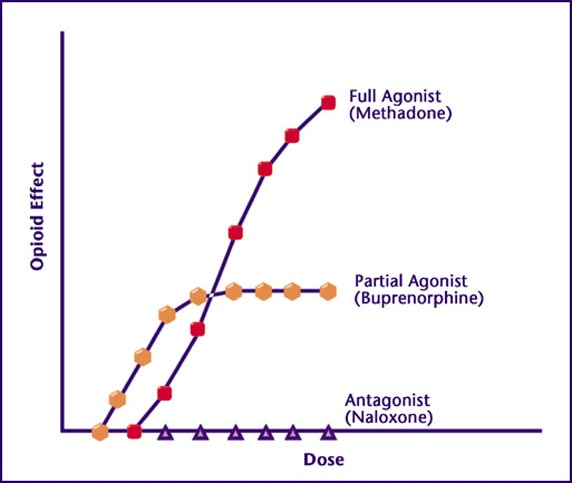 Full Agonist
(Methadone)
Opioid Effect
Partial Agonist
(Buprenorphine)
Antagonist
(Naloxone)
Dose